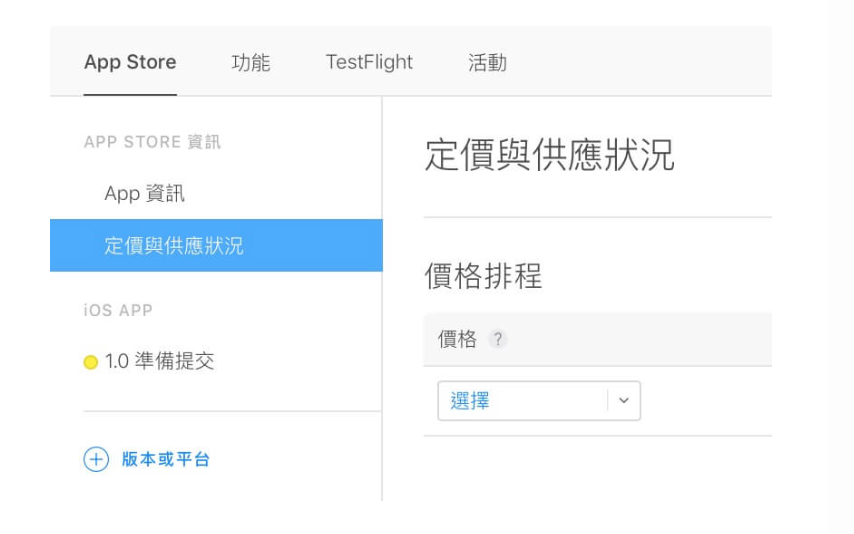 App Store 功能 TestFlight 活動
APP STORE 資訊
App 資訊
定價與供應狀況
iOS APP
1.0 準備提交
版本或平台
定價與供應狀況
價格排程
價格 ?
選擇